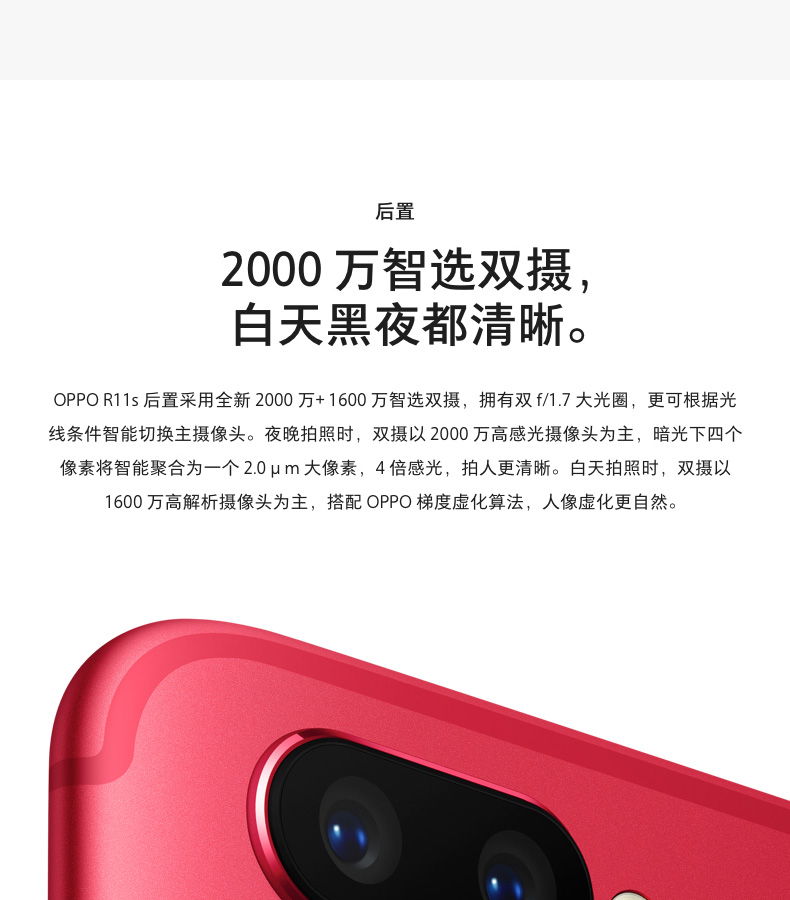 后置
2000 万智选双摄，
白天黑夜都清晰。
OPPO R11s 后置采用全新 2000 万+ 1600 万智选双摄，拥有双 f/1.7 大光圈，更可根据光
线条件智能切换主摄像头。夜晚拍照时，双摄以 2000 万高感光摄像头为主，暗光下四个
像素将智能聚合为一个 2.0 μ m 大像素，4 倍感光，拍人更清晰。白天拍照时，双摄以
1600 万高解析摄像头为主，搭配 OPPO 梯度虚化算法，人像虚化更自然。